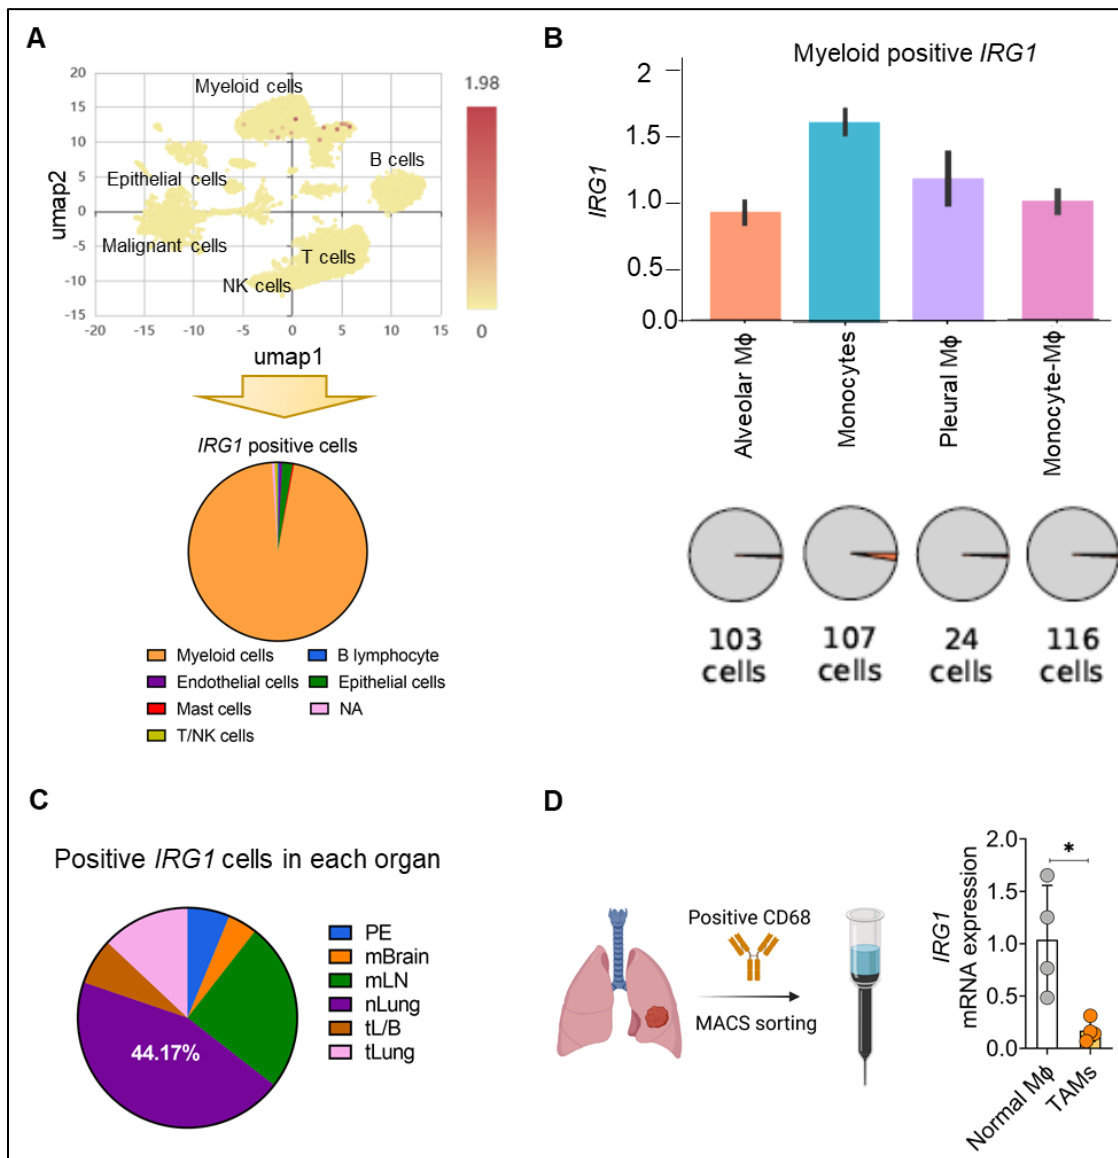 A
20
15
10
5
0
-5
-10
-15
-20
-15
-10
-5
0
5
10
15
umap2
umap1
Myeloid cells
B cells
Epithelial cells
Malignant cells
T cells
NK cells
1.98
0
IRG1 positive cells
Myeloid cells
B lymphocyte
Endothelial cells
Epithelial cells
Mast cells
NA
T/NK cells
B
Myeloid positive IRG1
2
1.5
1.0
0.5
0.0
IRG1
Alveolar Mϕ
Monocytes
Pleural Mϕ
Monocyte-Mϕ
103
cells
107
cells
24
cells
116
cells
C
Positive IRG1 cells in each organ
44.17%
PE
mBrain
mLN
nLung
tL/B
tLung
D
Positive CD68
MACS sorting
IRG1
mRNA expression
2.0
1.5
1.0
0.5
0.0
*
Normal Mϕ
TAMs